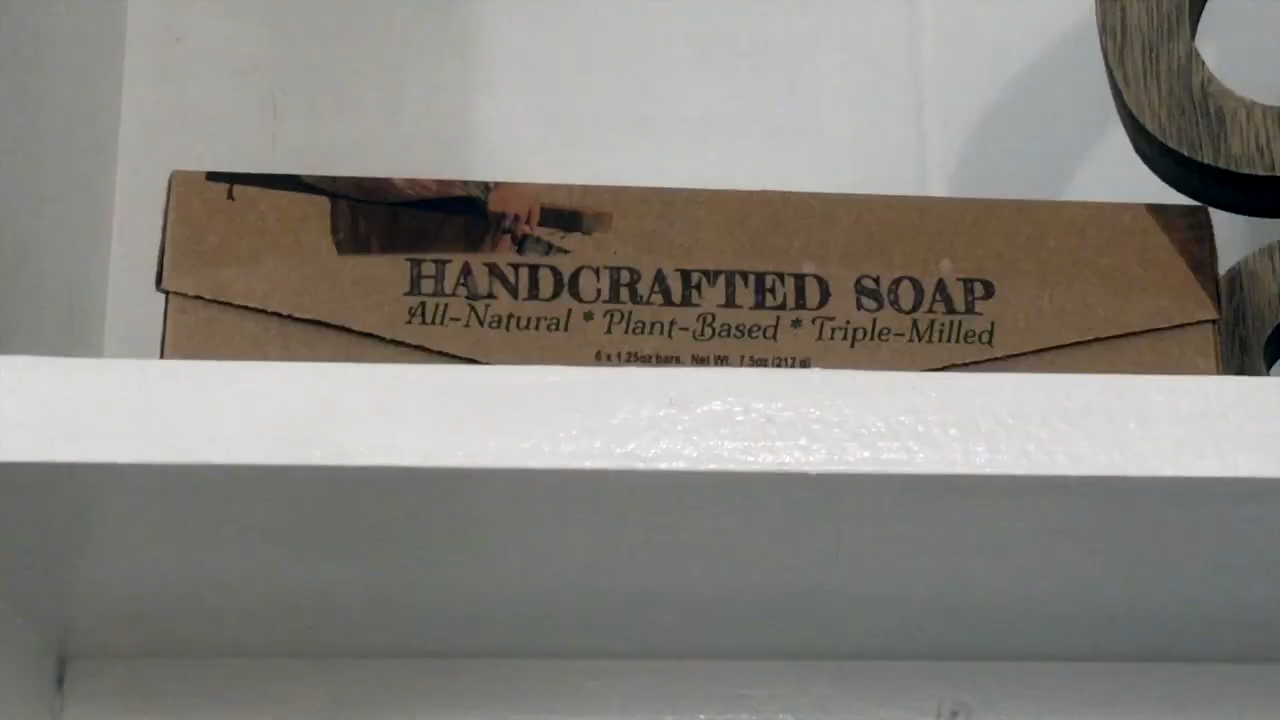 HANDCRAFTED SOAP
All-Natural * Plant-Based * Triple-Milled
6 x 1.25oz bars. Net Wt. 7.5oz (212 g)